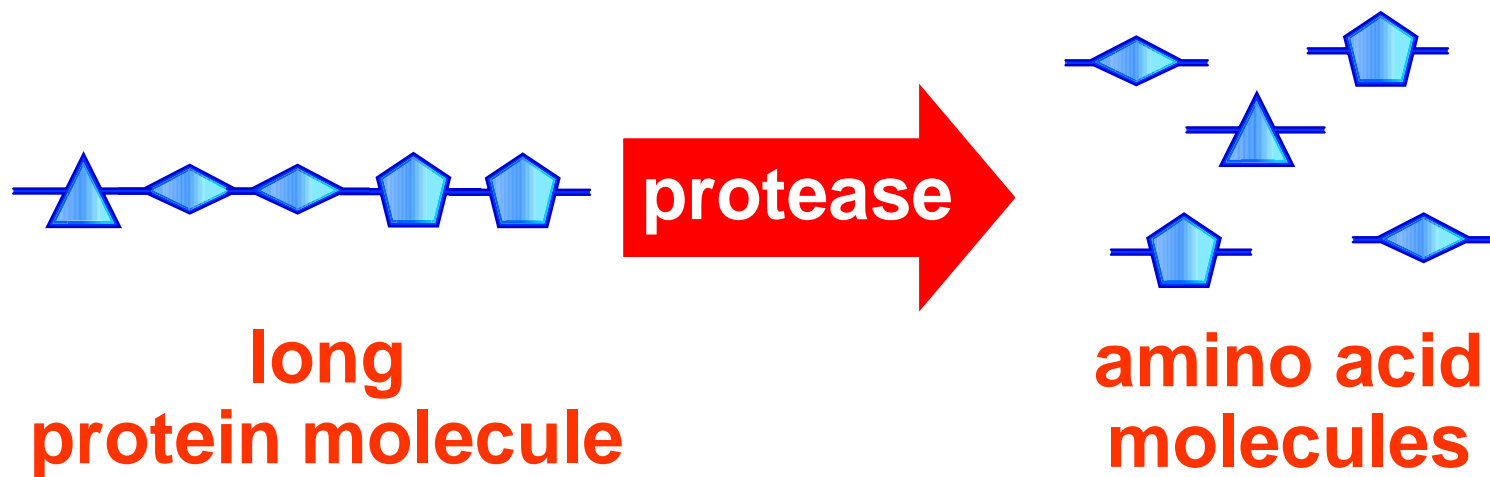 protease
long
protein molecule
amino acid
molecules